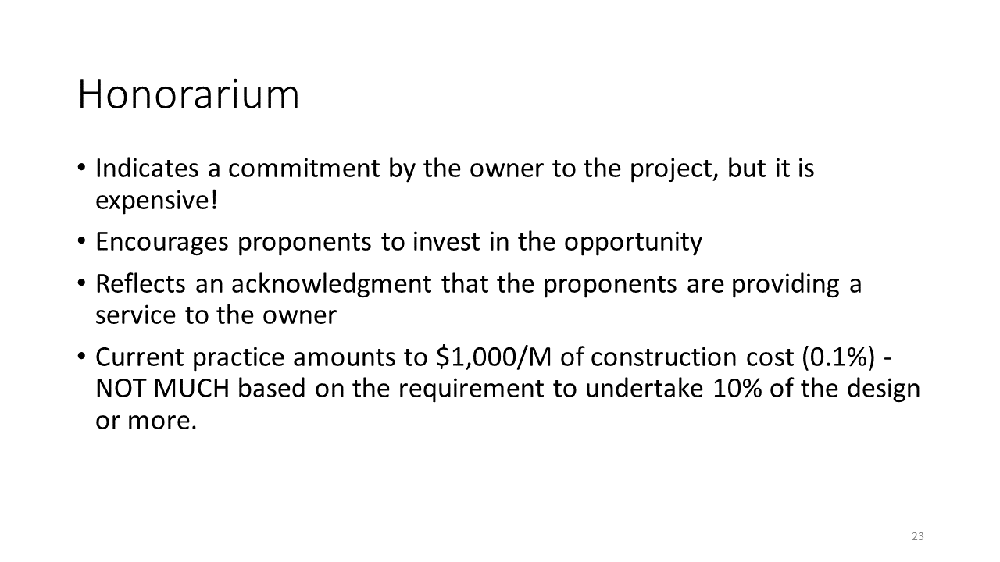 Honorarium
• Indicates a commitment by the owner to the project, but it is
expensive!
• Encourages proponents to invest in the opportunity
• Reflects an acknowledgment that the proponents are providing a
service to the owner
• Current practice amounts to $1,000/M of construction cost (0.1%) -
NOT MUCH based on the requirement to undertake 10% of the design
or more.
23